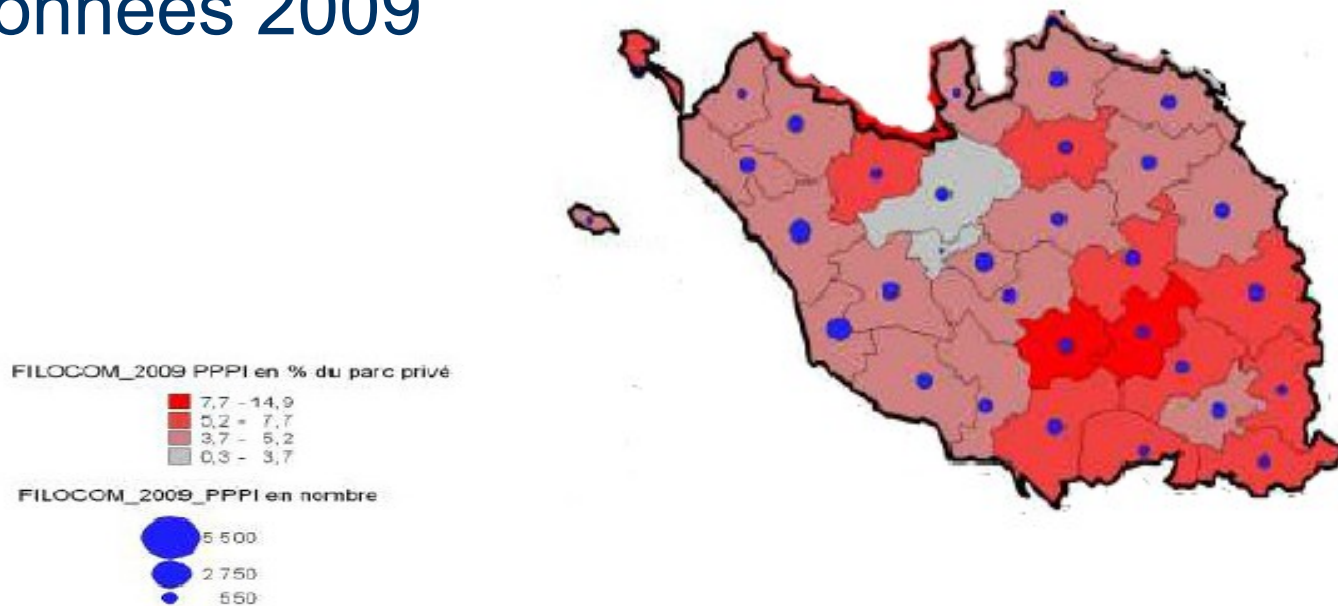 onnées 2009
FILOCOM_2009 PPPI en % du parc privé
7,7 - 14,9
5,2 - 7,7
3,7 - 5,2
0,3 - 3,7
FILOCOM_2009_PPPI en nombre
5 500
2 750
550